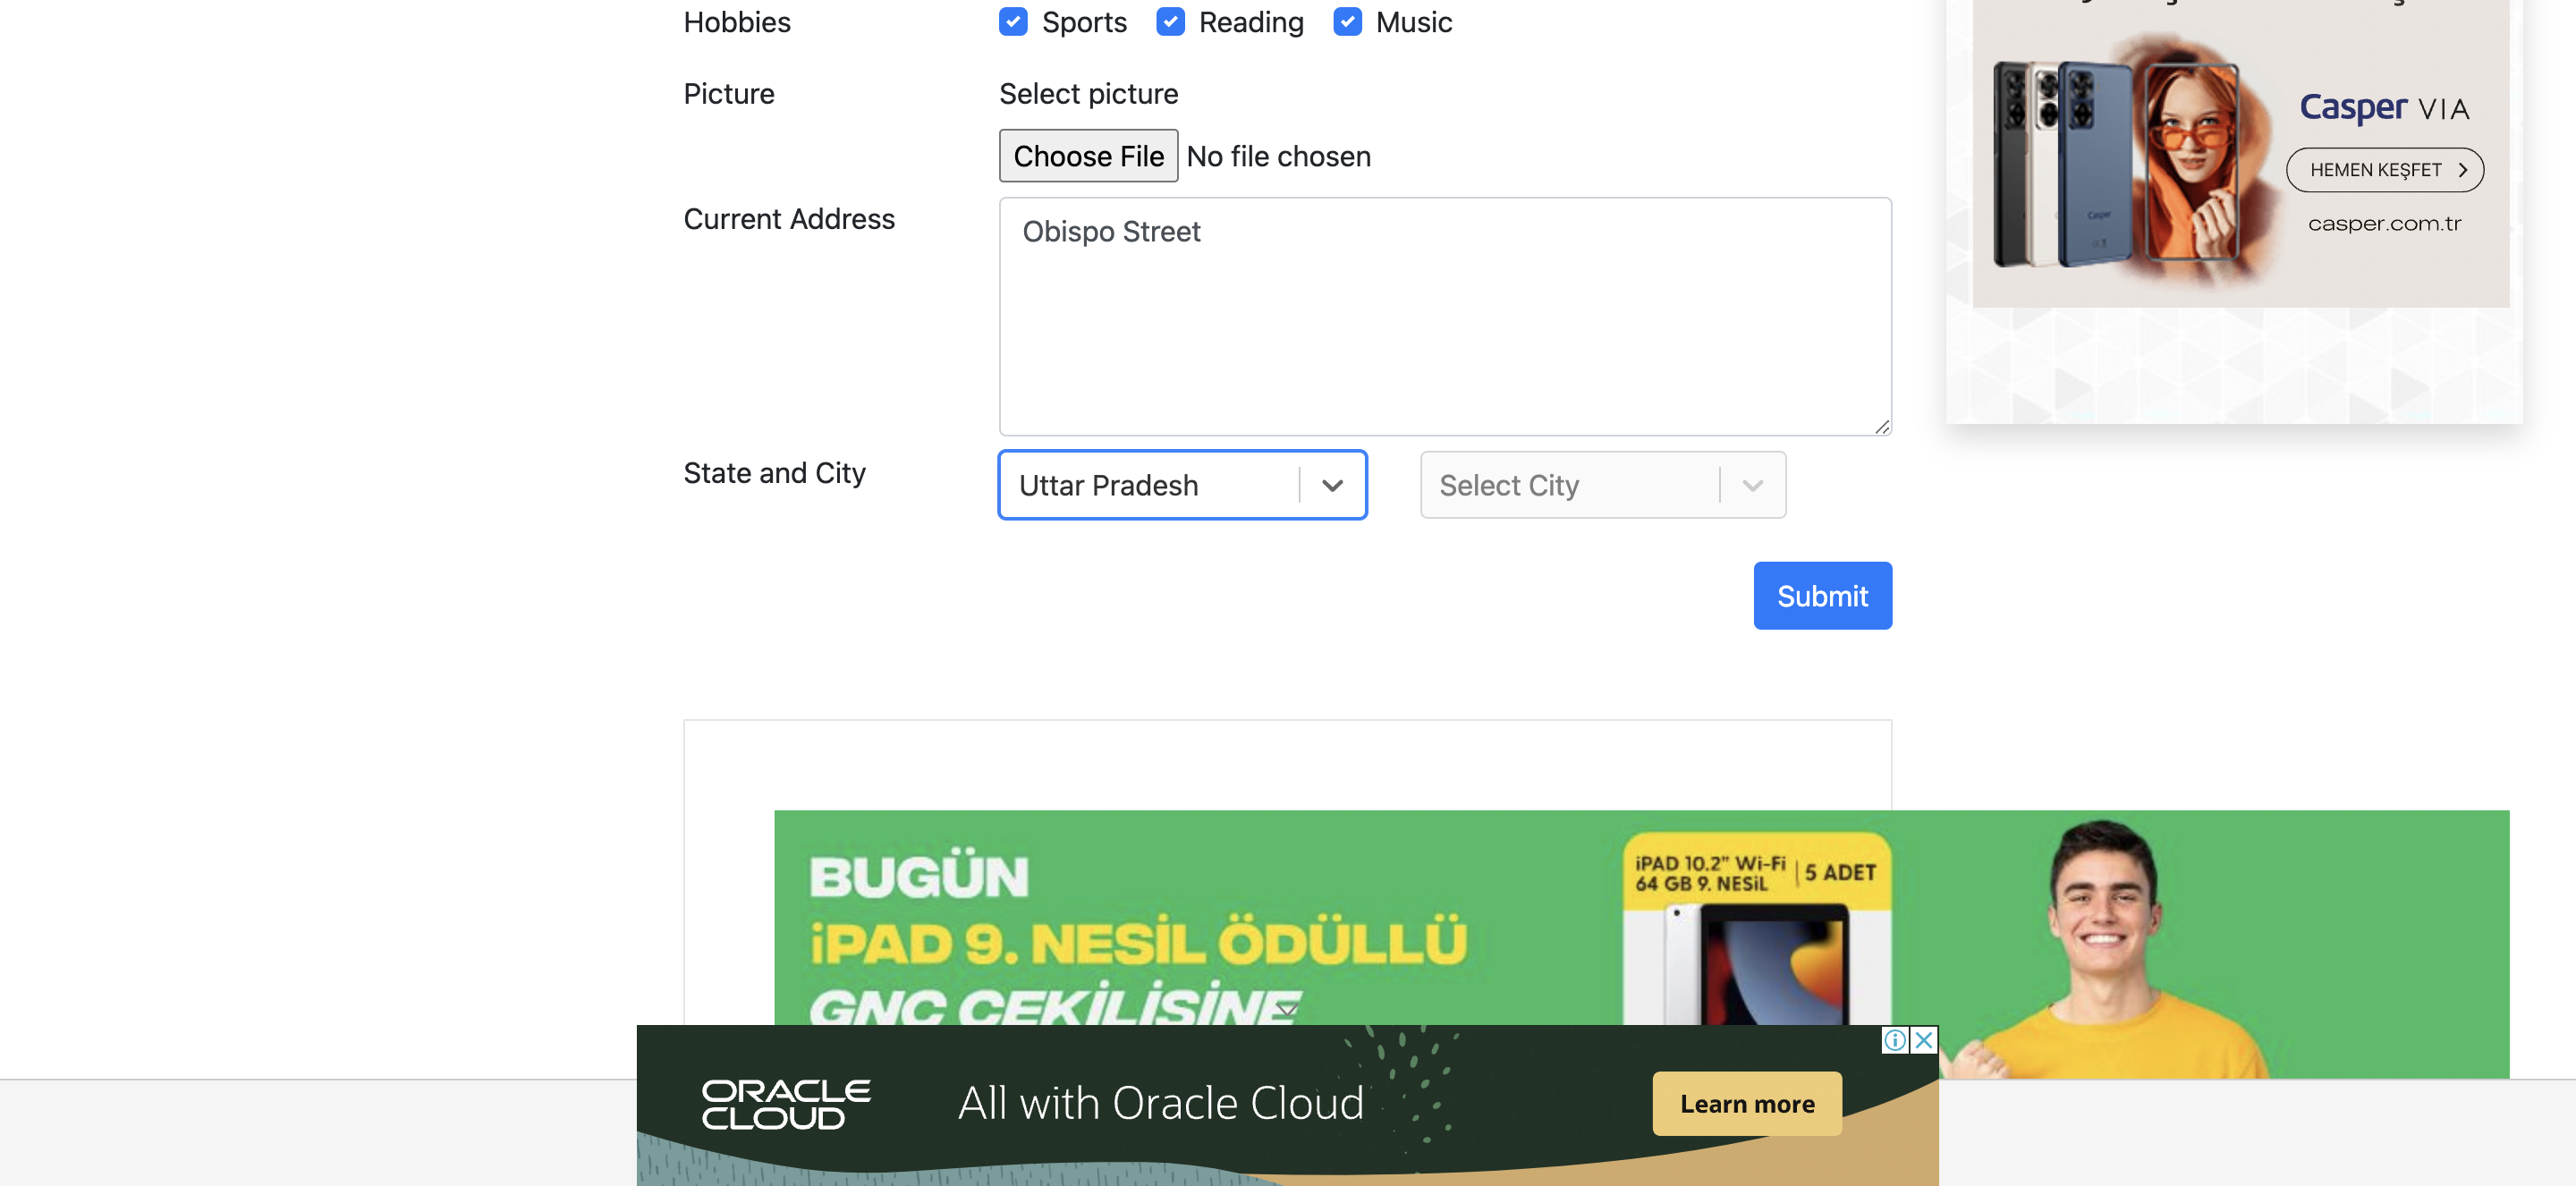 Hobbies
Sports
Reading
Music
Picture
Select picture
Choose File
No file chosen
Current Address
Obispo Street
State and City
Uttar Pradesh
Select City
Submit
Casper VIA
HEMEN KEŞFET
casper.com.tr
Casper
BUGÜN
iPAD 9. NESİL ÖDÜLLÜ
GNC ÇEKİLİŞİNE
iPAD 10.2" Wi-Fi
64 GB 9. NESİL
5 ADET
ORACLE
CLOUD
All with Oracle Cloud
Learn more